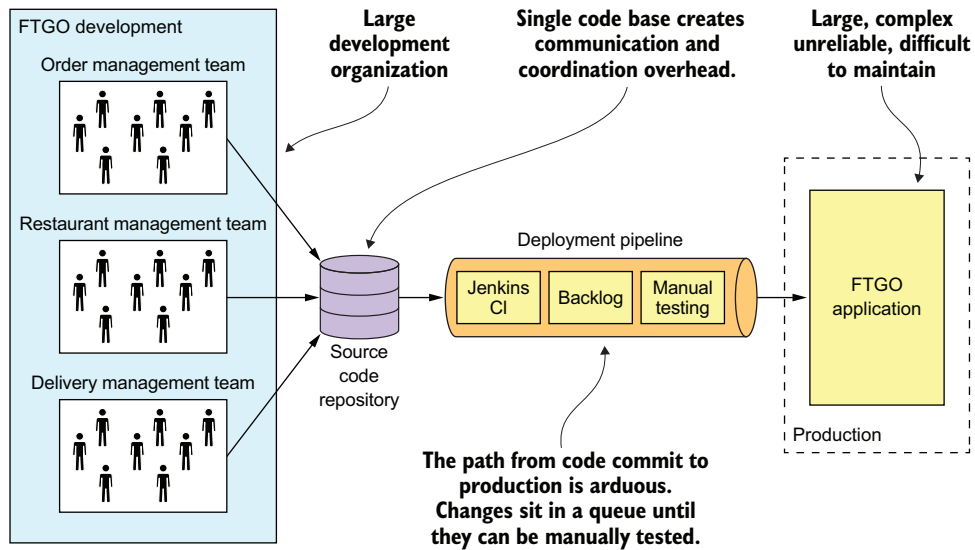 FTGO development
Order management team
Restaurant management team
Delivery management team
Large
development
organization
Single code base creates
communication and
coordination overhead.
Large, complex
unreliable, difficult
to maintain
Source
code
repository
Deployment pipeline
Jenkins
CI
Backlog
Manual
testing
The path from code commit to
production is arduous.
Changes sit in a queue until
they can be manually tested.
FTGO
application
Production